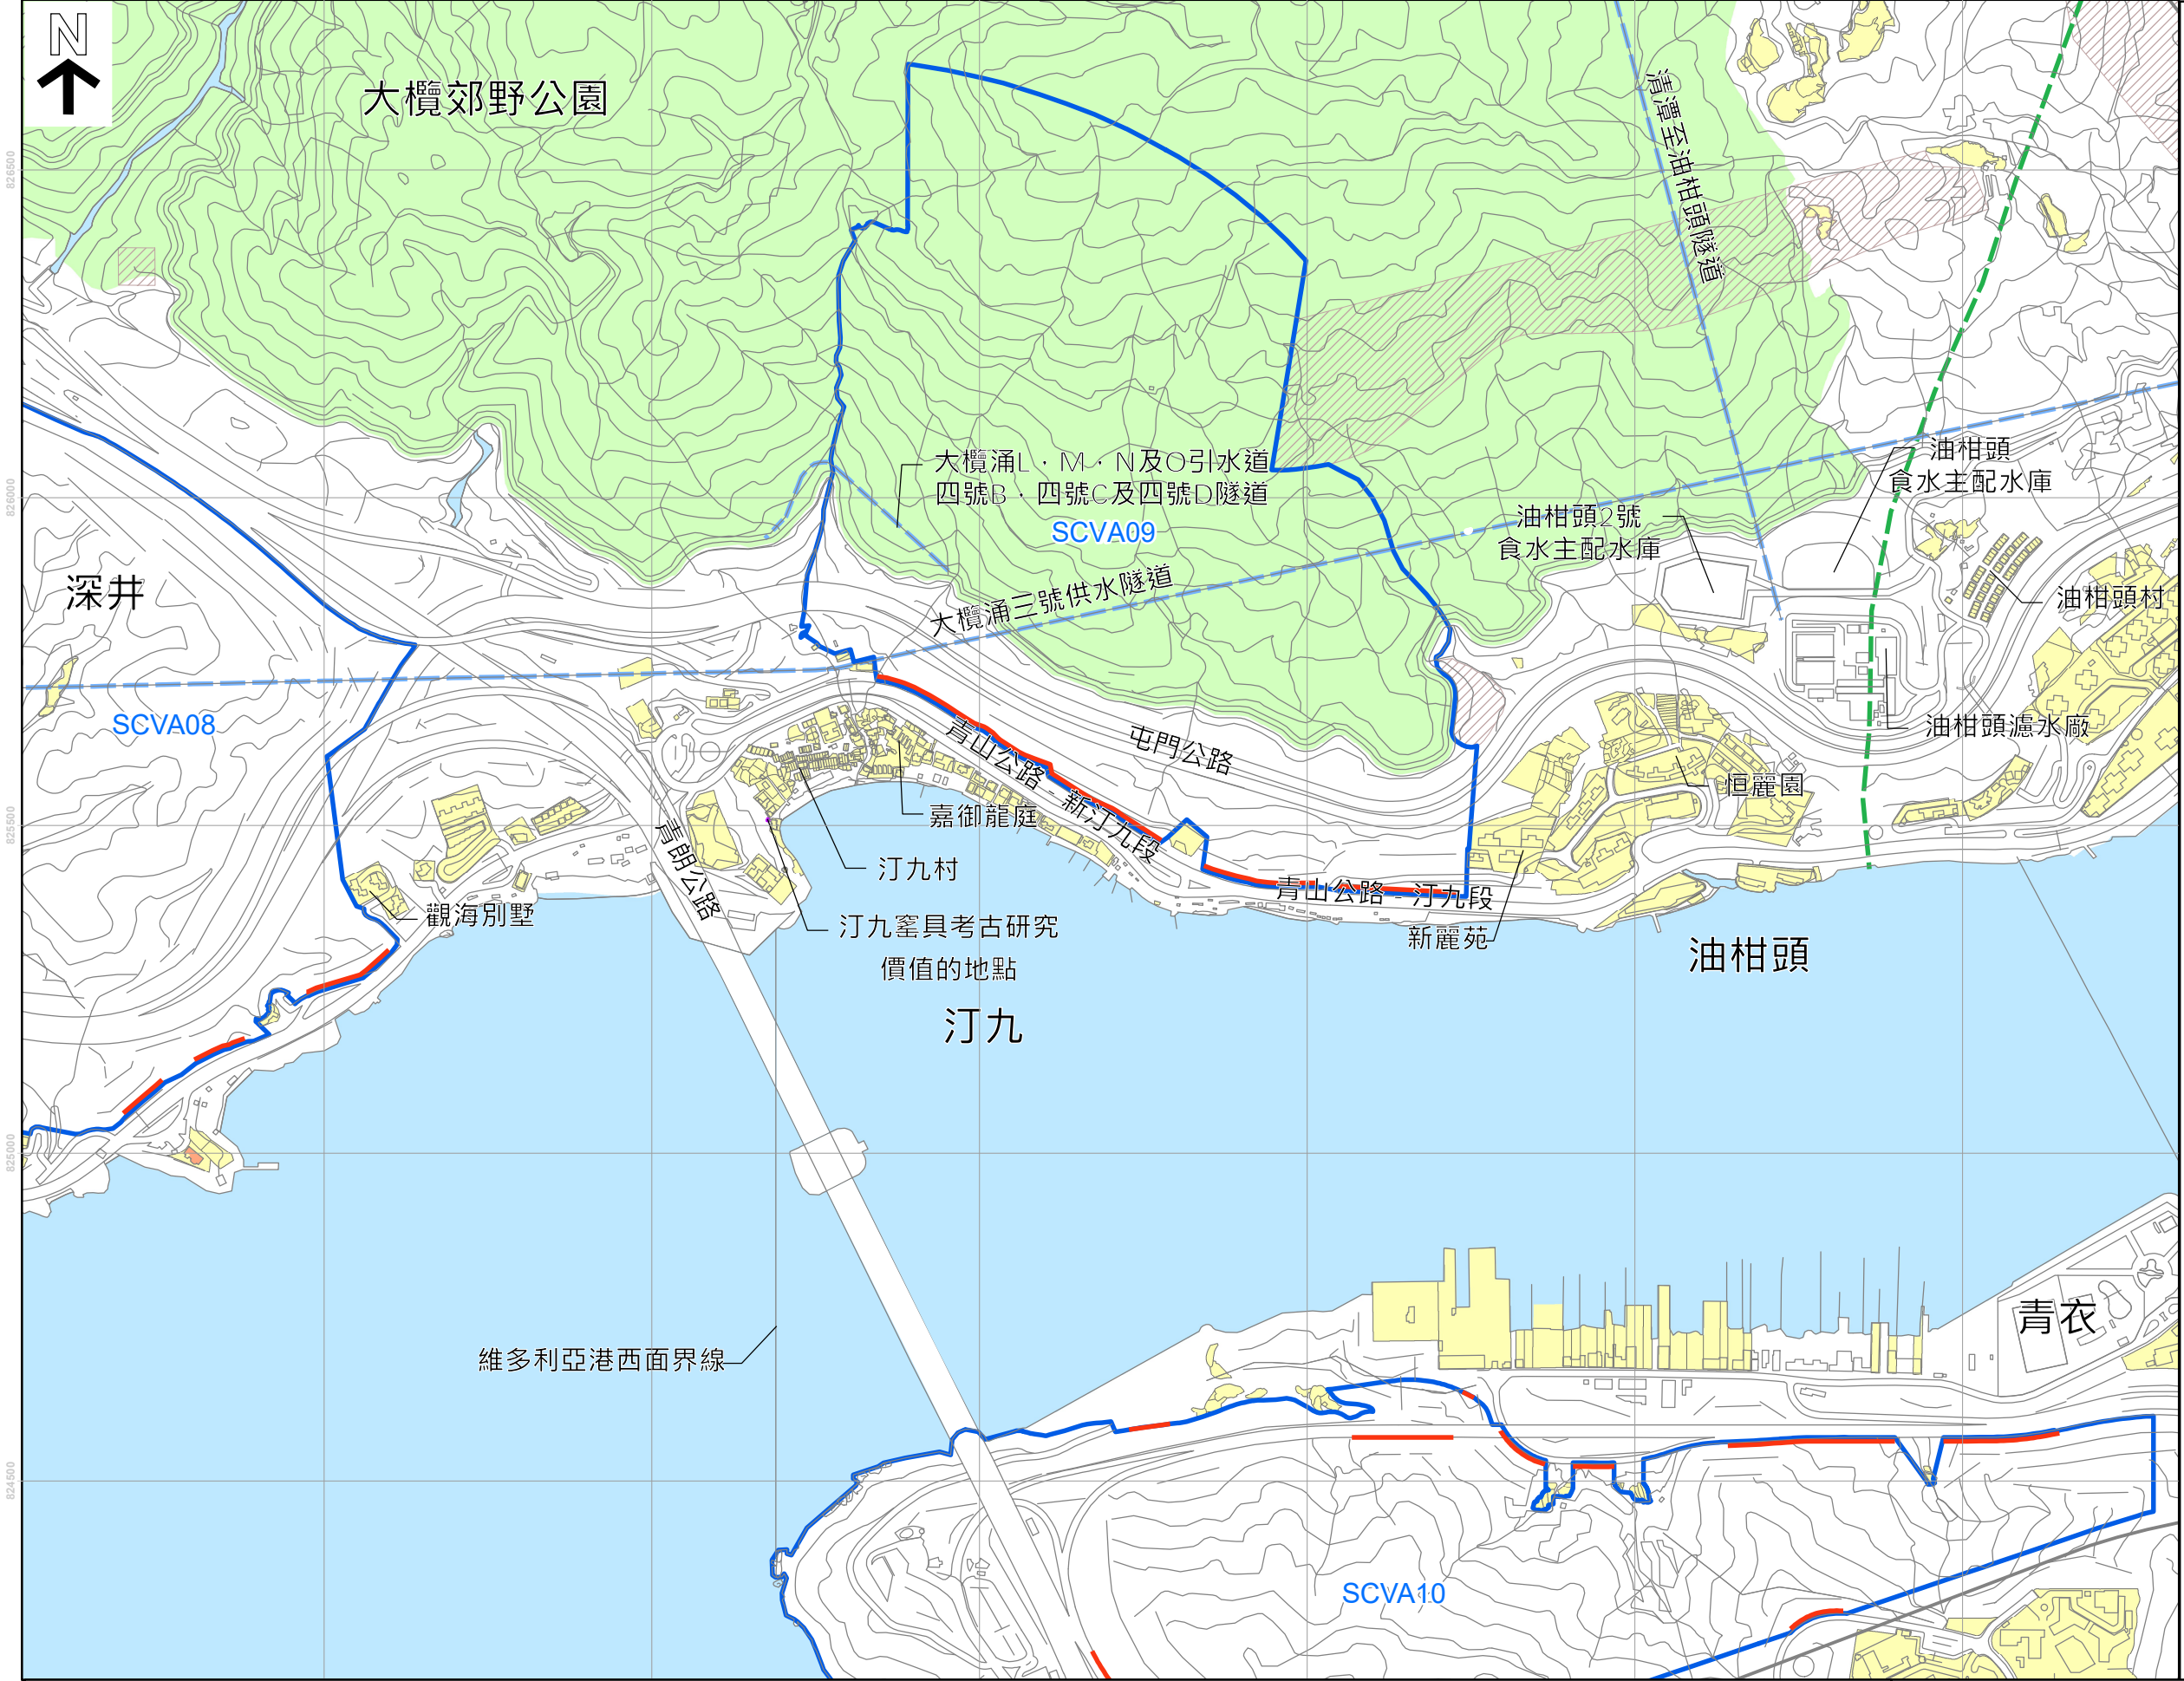 N
大欖郊野公園
清潭至油柑頭隧道
826500
大欖涌L · M · N及O引水道
四號B · 四號C及四號D隧道
油柑頭
食水主配水庫
826000
油柑頭2號
食水主配水庫
SCVA09
深井
大欖涌三號供水隧道
油柑頭村
SCVA08
青山公路 - 新汀九段
屯門公路
油柑頭濾水廠
恒麗園
嘉御龍庭
825500
青朗公路
汀九村
青山公路 - 汀九段
觀海別墅
汀九窰具考古研究
價值的地點
新麗苑
油柑頭
汀九
825000
青衣
維多利亞港西面界線
824500
SCVA10